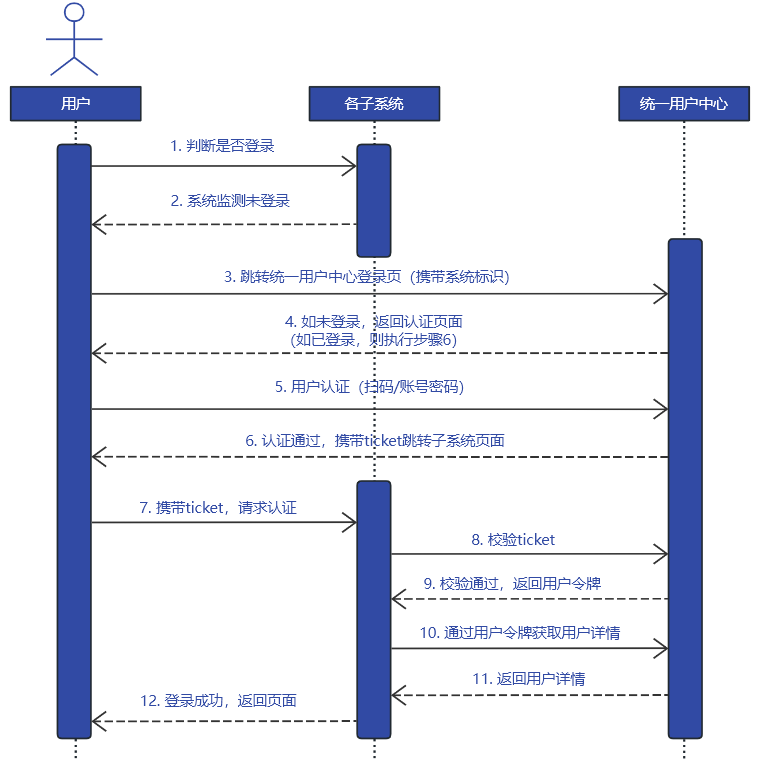 用户
各子系统
统一用户中心
1. 判断是否登录
2. 系统监测未登录
3. 跳转统一用户中心登录页（携带系统标识）
4. 如未登录，返回认证页面
（如已登录，则执行步骤6）
5. 用户认证（扫码/账号密码）
6. 认证通过，携带ticket跳转子系统页面
7. 携带ticket，请求认证
8. 校验ticket
9. 校验通过，返回用户令牌
10. 通过用户令牌获取用户详情
11. 返回用户详情
12. 登录成功，返回页面